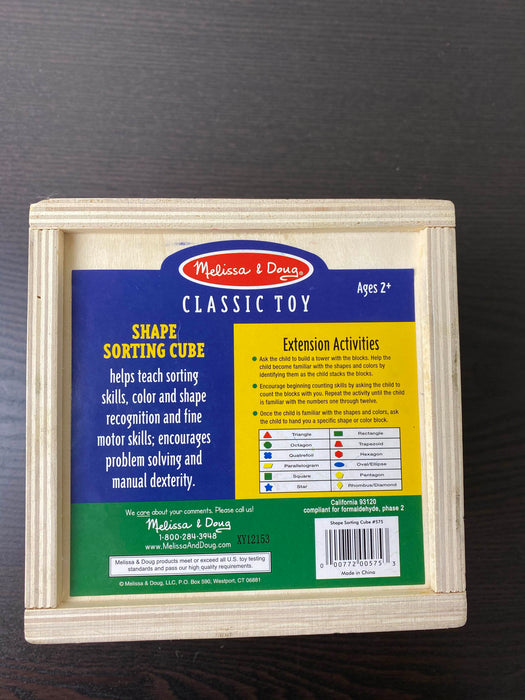 Melissa & Doug®
CLASSIC TOY
Ages 2+
SHAPE
SORTING CUBE
helps teach sorting
skills, color and shape
recognition and fine
motor skills; encourages
problem solving and
manual dexterity.
Extension Activities
● Ask the child to build a tower with the blocks. Help the
child become familiar with the shapes and colors by
identifying them as the child stacks the blocks.
● Encourage beginning counting skills by asking the child to
count the blocks with you. Repeat the activity until the child
is familiar with the numbers one through twelve.
● Once the child is familiar with the shapes and colors, ask
the child to hand you a specific shape or color block.
Triangle Rectangle
Octagon Trapezoid
Quatrefoil Hexagon
Parallelogram Oval/Ellipse
Square Pentagon
Star Rhombus/Diamond
We care about your comments. Please call us!
Melissa & Doug
1-800-284-3948
www.MelissaAndDoug.com
XY12153
Melissa & Doug products meet or exceed all U.S. toy testing
standards and pass our high quality requirements.
© Melissa & Doug, LLC, P.O. Box 590, Westport, CT 06881
California 93120
compliant for formaldehyde, phase 2
Shape Sorting Cube #575
0 00772 00575 3
Made in China